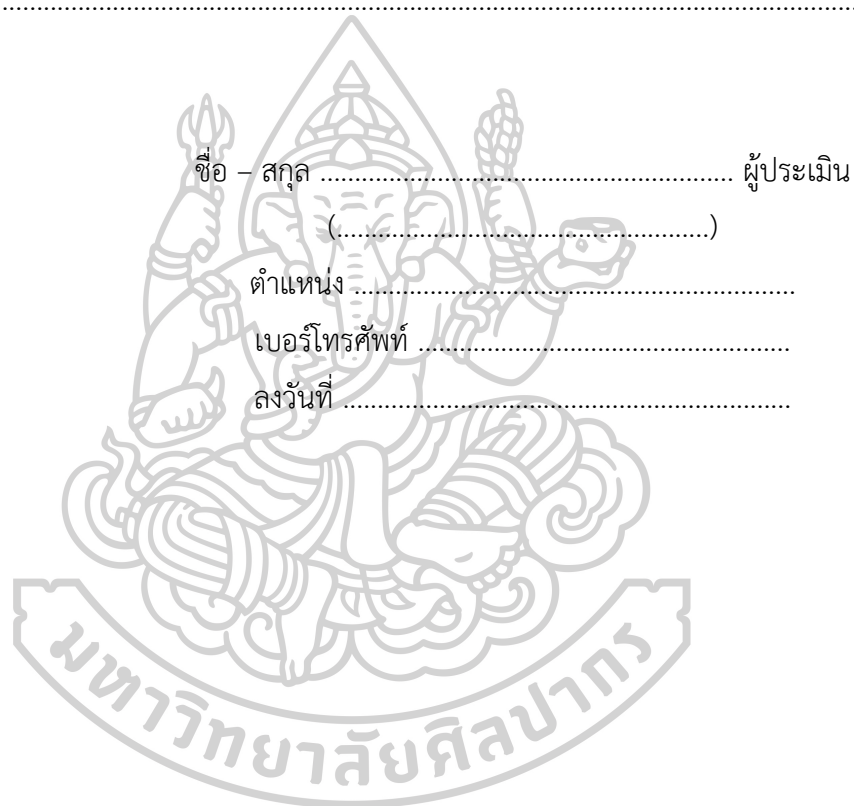 ............................................................................................................
ชื่อ – สกุล .................................................. ผู้ประเมิน
(.............................................)
ตำแหน่ง .....................................................
เบอร์โทรศัพท์ .............................................
ลงวันที่ ......................................................
มหาวิทยาลัยศิลปากร